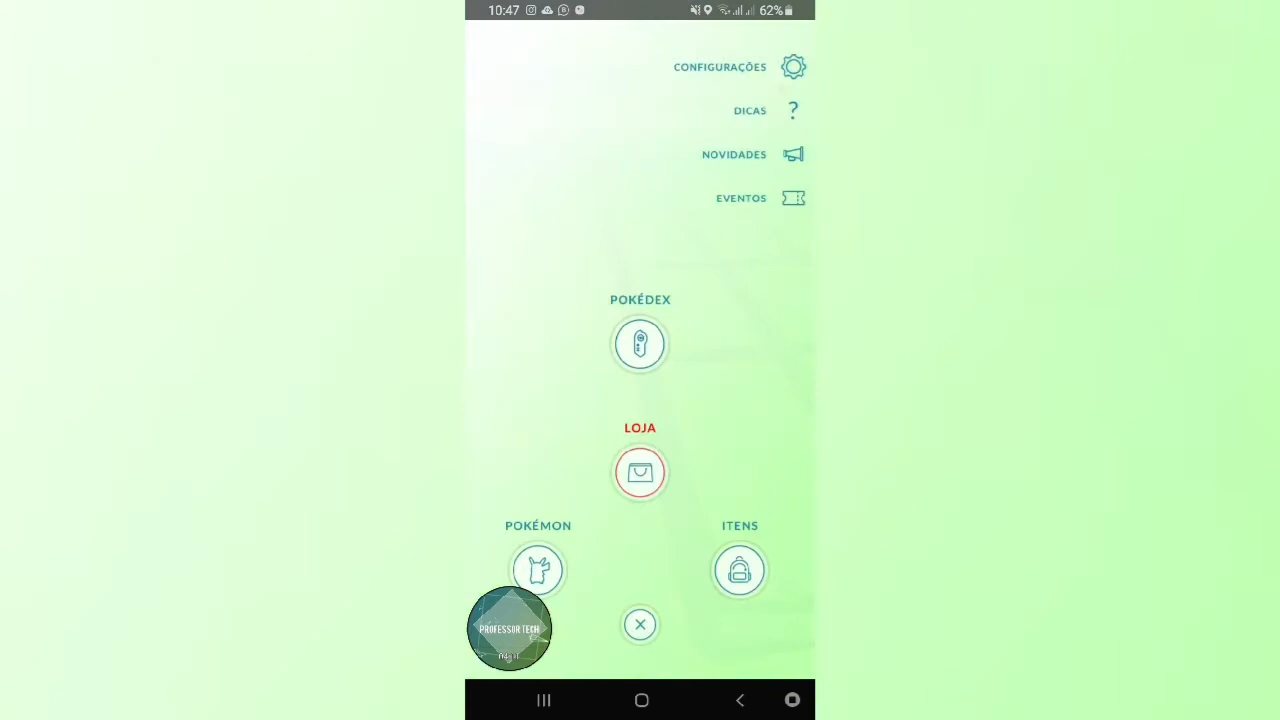 10:47
62%
CONFIGURAÇÕES
DICAS ?
NOVIDADES
EVENTOS
POKÉDEX
LOJA
POKÉMON
ITENS
PROFESSOR TECH